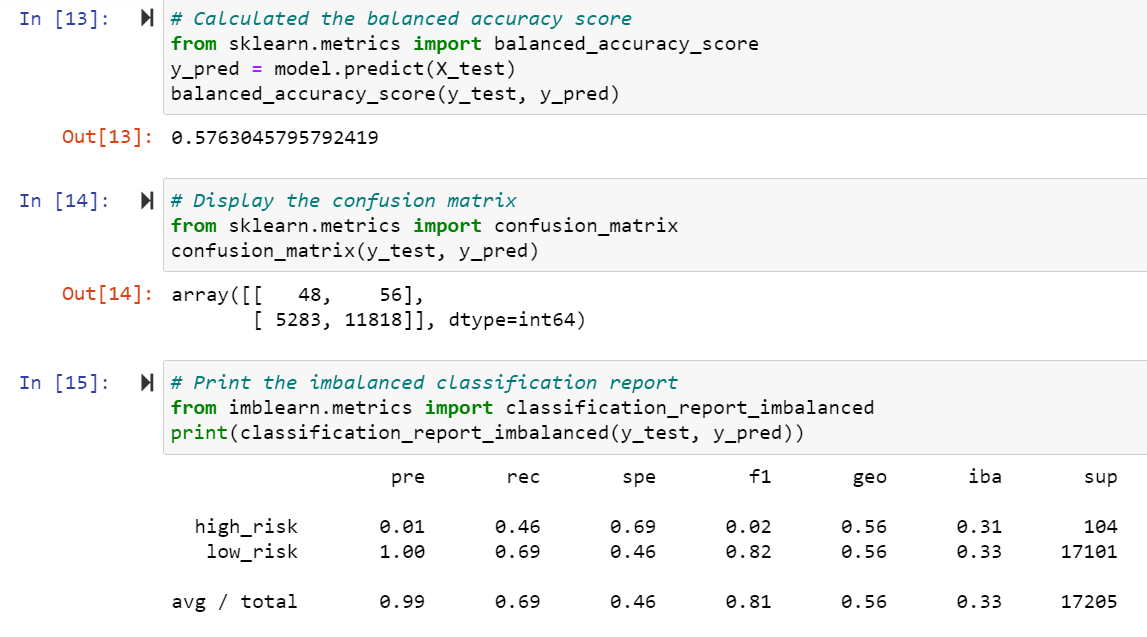 In [13]: # Calculated the balanced accuracy score
from sklearn.metrics import balanced_accuracy_score
y_pred = model.predict(X_test)
balanced_accuracy_score(y_test, y_pred)
Out[13]: 0.5763045795792419
In [14]: # Display the confusion matrix
from sklearn.metrics import confusion_matrix
confusion_matrix(y_test, y_pred)
Out[14]: array([[   48,    56],
       [ 5283, 11818]], dtype=int64)
In [15]: # Print the imbalanced classification report
from imblearn.metrics import classification_report_imbalanced
print(classification_report_imbalanced(y_test, y_pred))
pre rec spe f1 geo iba sup
high_risk 0.01 0.46 0.69 0.02 0.56 0.31 104
low_risk 1.00 0.69 0.46 0.82 0.56 0.33 17101
avg / total 0.99 0.69 0.46 0.81 0.56 0.33 17205